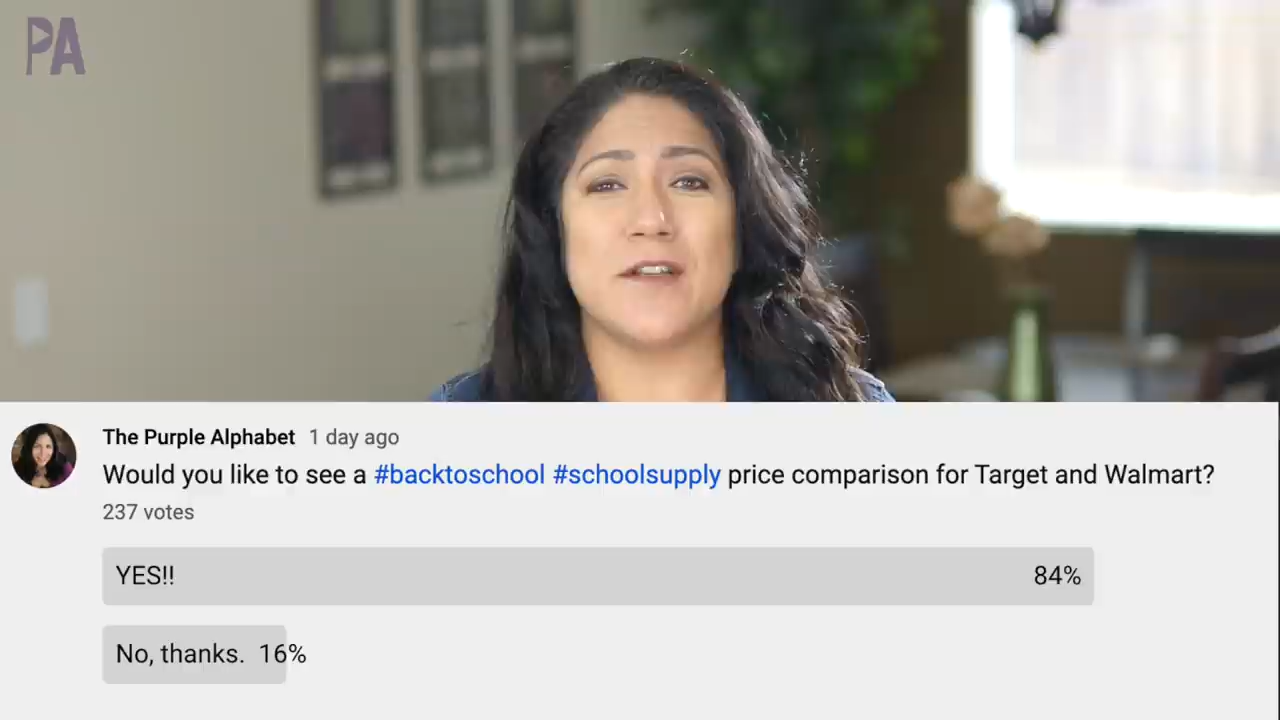 PA
The Purple Alphabet 1 day ago
Would you like to see a #backtoschool #schoolsupply price comparison for Target and Walmart?
237 votes
YES!! 84%
No, thanks. 16%